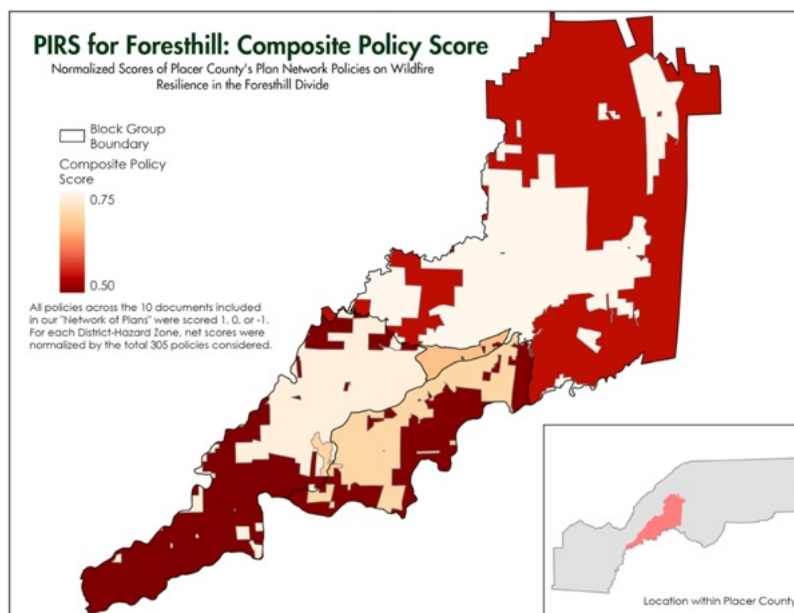 PIRS for Foresthill: Composite Policy Score
Normalized Scores of Placer County's Plan Network Policies on Wildfire
Resilience in the Foresthill Divide
Block Group
Boundary
Composite Policy
Score
0.75
0.50
All policies across the 10 documents included
in our "Network of Plans" were scored 1, 0, or -1.
For each District-Hazard Zone, net scores were
normalized by the total 305 policies considered.
Location within Placer County